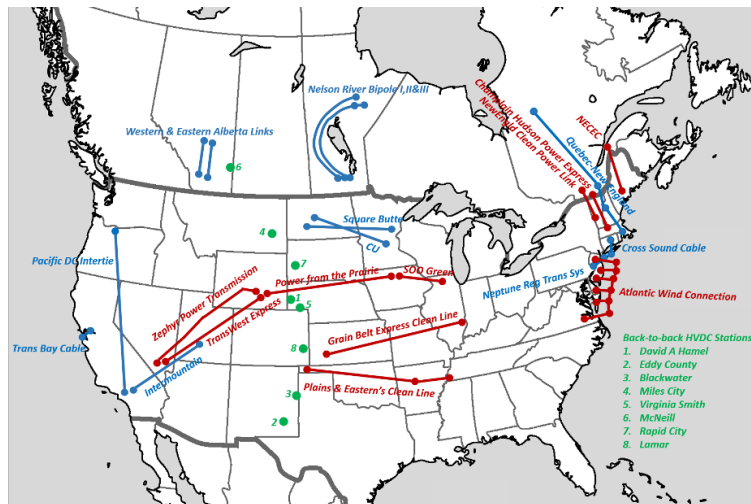 Nelson River Bipole I,II&III
Western & Eastern Alberta Links
6
Champlain Hudson Power Express
NewEngld Clean Power Link
Quebec-New England
NECEC
Square Butte
CU
4
Pacific DC Intertie
Cross Sound Cable
7
Power from the Prairie
SOO Green
Neptune Reg Trans Sys
Zephyr Power Transmission
TransWest Express
1
5
Atlantic Wind Connection
Grain Belt Express Clean Line
Trans Bay Cable
8
Intermountain
Plains & Eastern's Clean Line
3
2
Back-to-back HVDC Stations
1. David A Hamel
2. Eddy County
3. Blackwater
4. Miles City
5. Virginia Smith
6. McNeill
7. Rapid City
8. Lamar